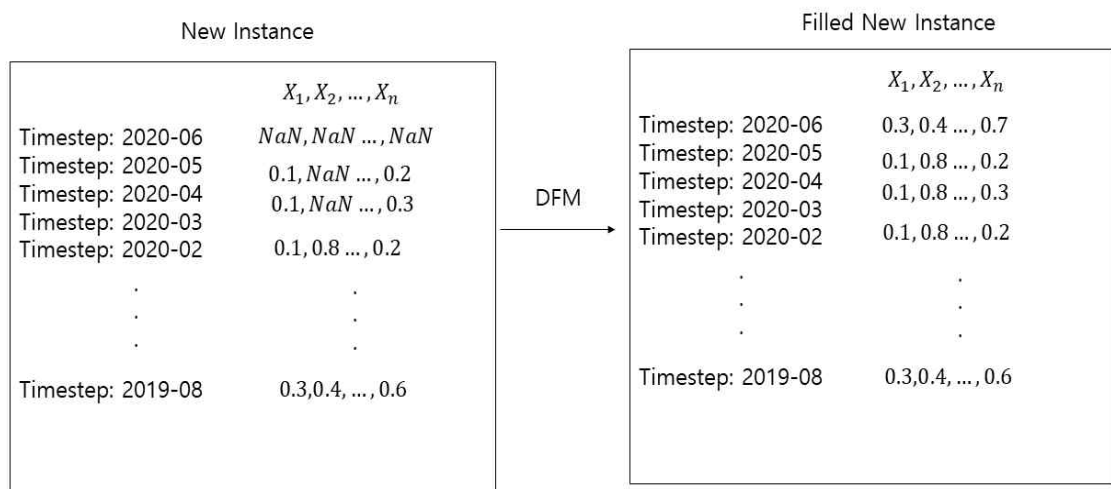 New Instance
X₁, X₂, ..., Xₙ
Timestep: 2020-06 NaN, NaN ..., NaN
Timestep: 2020-05 0.1, NaN ..., 0.2
Timestep: 2020-04 0.1, NaN ..., 0.3
Timestep: 2020-03
Timestep: 2020-02 0.1, 0.8 ..., 0.2
. .
. .
. .
Timestep: 2019-08 0.3,0.4, ..., 0.6
DFM
Filled New Instance
X₁, X₂, ..., Xₙ
Timestep: 2020-06 0.3, 0.4 ..., 0.7
Timestep: 2020-05 0.1, 0.8 ..., 0.2
Timestep: 2020-04 0.1, 0.8 ..., 0.3
Timestep: 2020-03
Timestep: 2020-02 0.1, 0.8 ..., 0.2
. .
. .
. .
Timestep: 2019-08 0.3,0.4, ..., 0.6